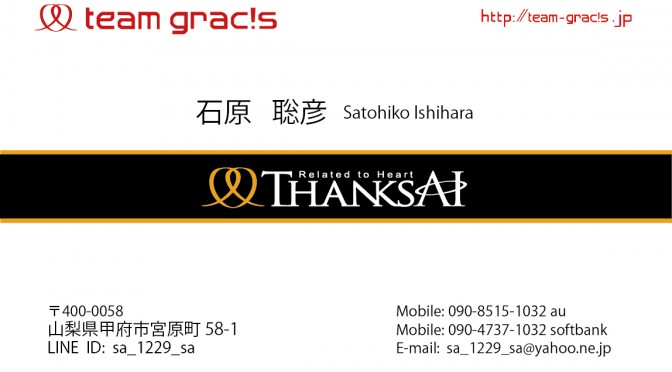 team grac!s
http://team-grac!s.jp
石原 聡彦 Satohiko Ishihara
Related to Heart
THANKSAI
〒400-0058
山梨県甲府市宮原町 58-1
LINE ID: sa_1229_sa
Mobile: 090-8515-1032 au
Mobile: 090-4737-1032 softbank
E-mail: sa_1229_sa@yahoo.ne.jp